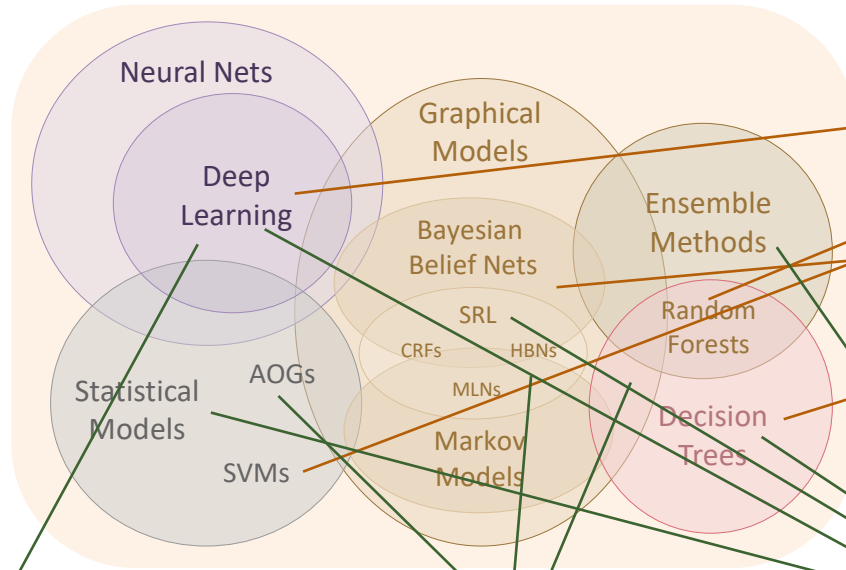 Neural Nets
Deep
Learning
Graphical
Models
Ensemble
Methods
Bayesian
Belief Nets
SRL
CRFs
HBNs
MLNs
Markov
Models
Random
Forests
Decision
Trees
Statistical
Models
AOGs
SVMs